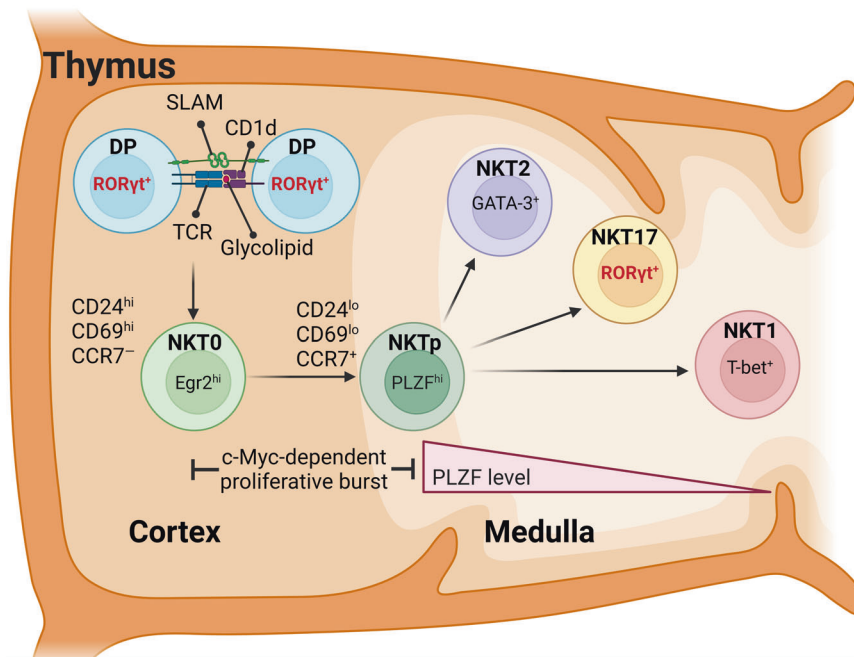 Thymus
SLAM
CD1d
DP
DP
RORγt⁺
RORγt⁺
TCR
Glycolipid
NKT2
GATA-3⁺
NKT17
RORγt⁺
CD24ʰⁱ
CD69ʰⁱ
CCR7⁻
NKT0
Egr2ʰⁱ
CD24ˡᵒ
CD69ˡᵒ
CCR7⁺
NKTp
PLZFʰⁱ
NKT1
T-bet⁺
c-Myc-dependent
proliferative burst
PLZF level
Cortex
Medulla